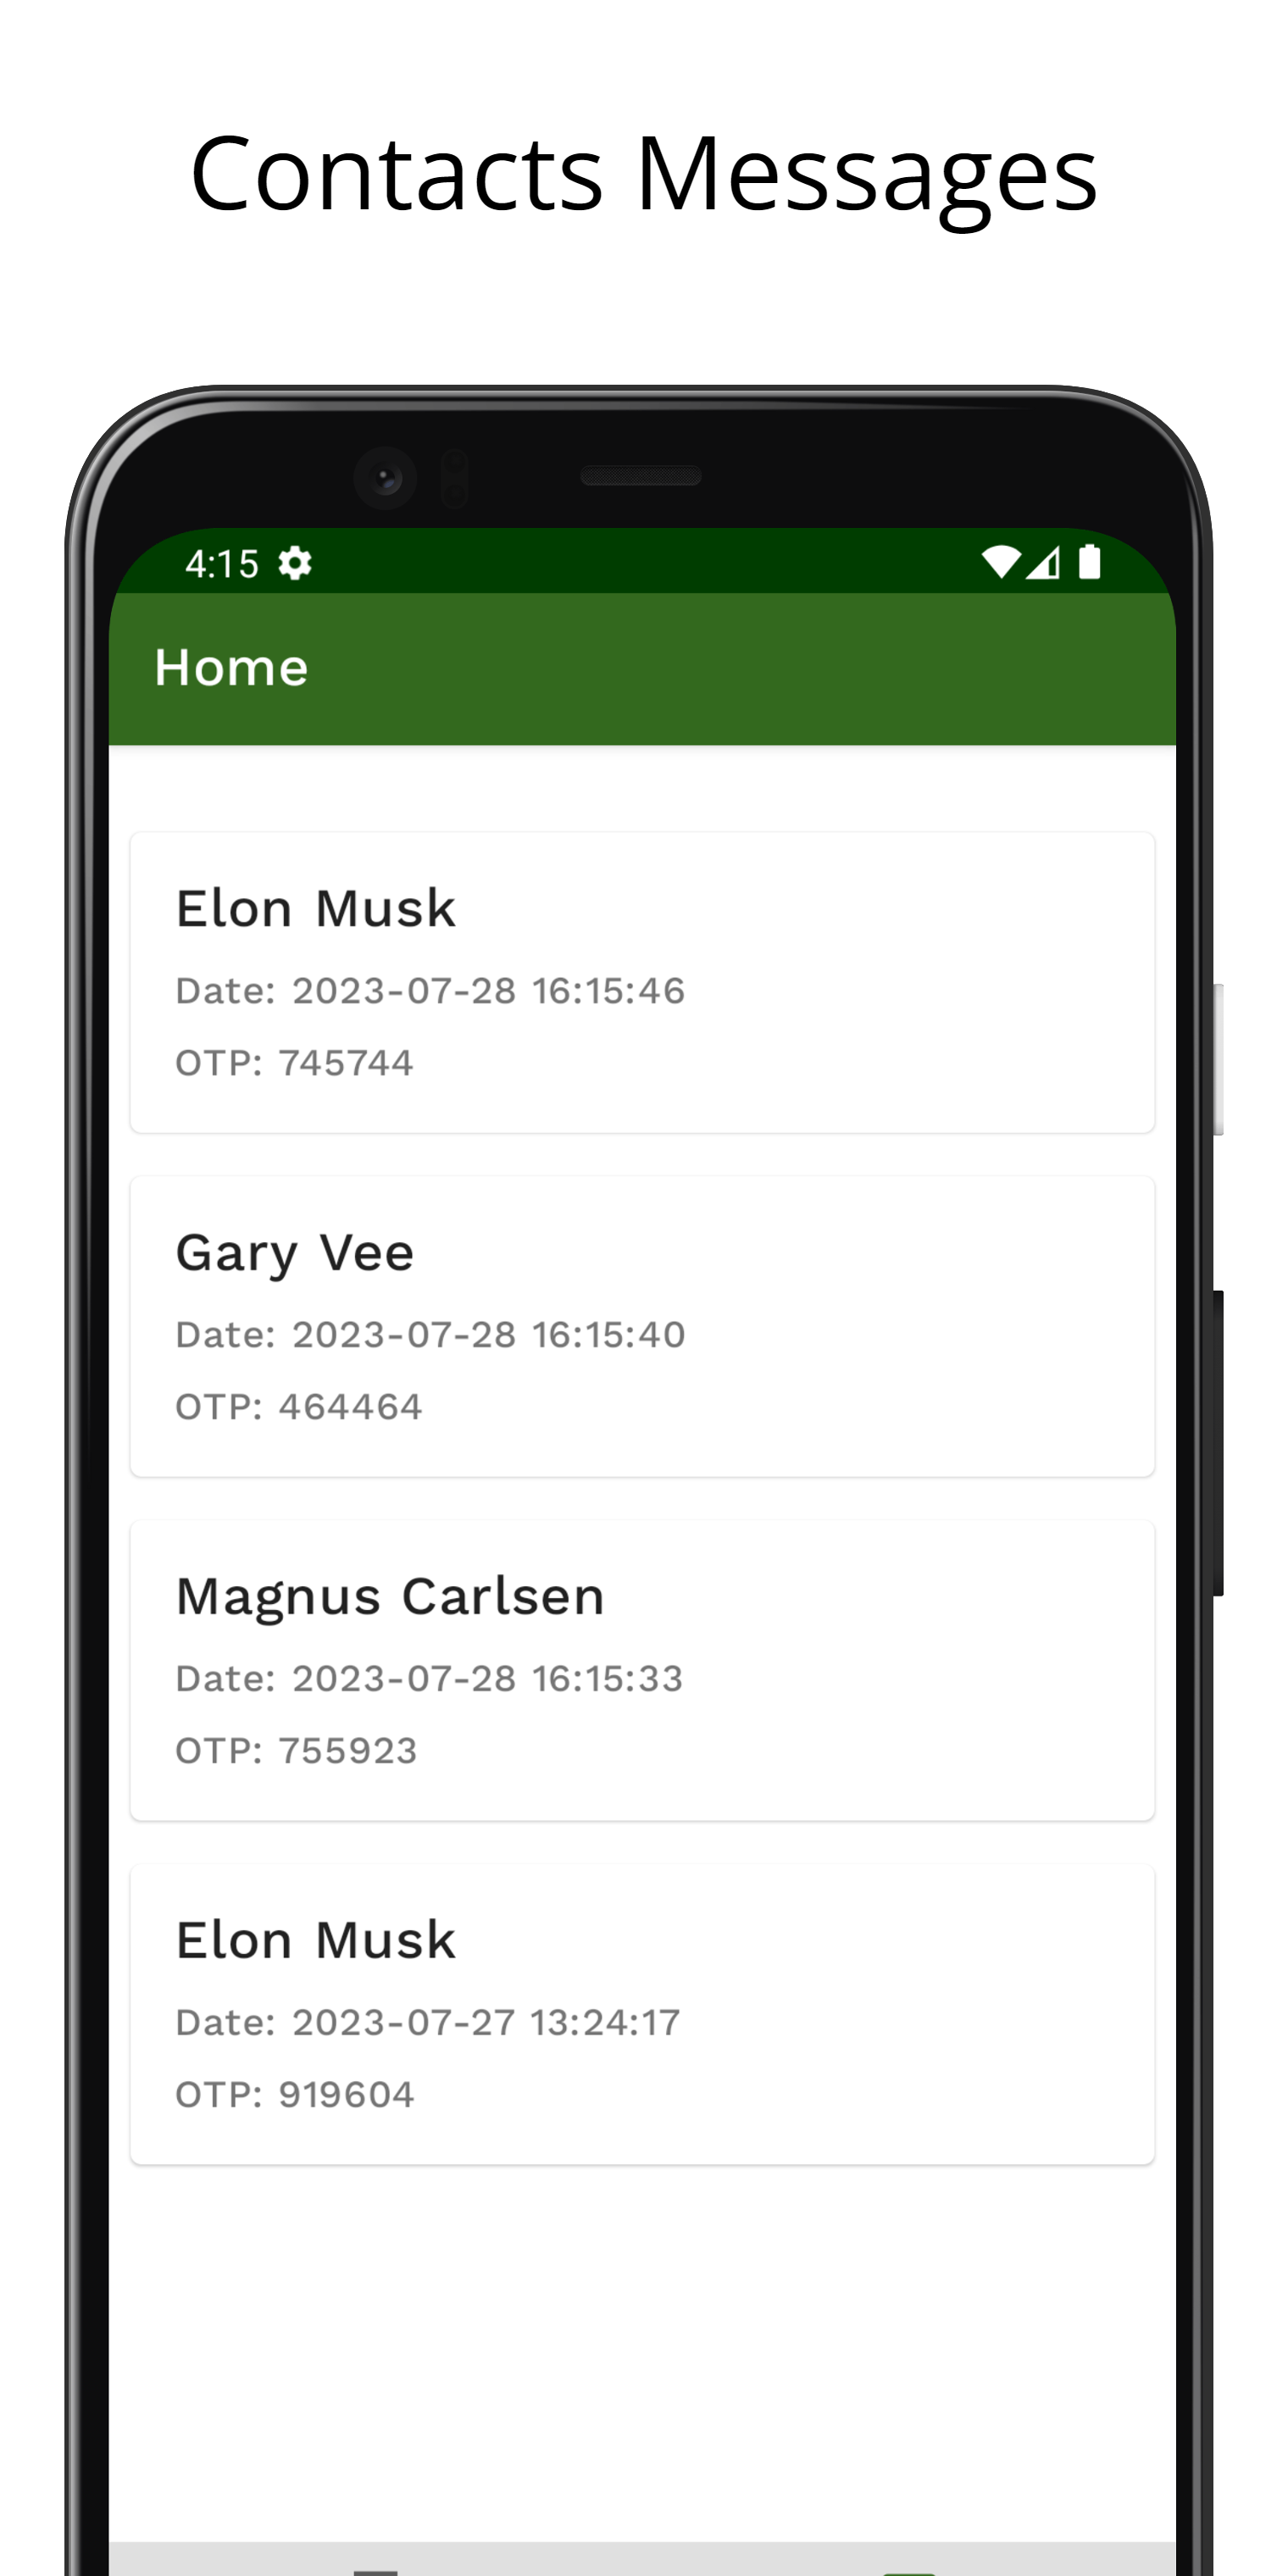 Contacts Messages
4:15
Home
Elon Musk
Date: 2023-07-28 16:15:46
OTP: 745744
Gary Vee
Date: 2023-07-28 16:15:40
OTP: 464464
Magnus Carlsen
Date: 2023-07-28 16:15:33
OTP: 755923
Elon Musk
Date: 2023-07-27 13:24:17
OTP: 919604